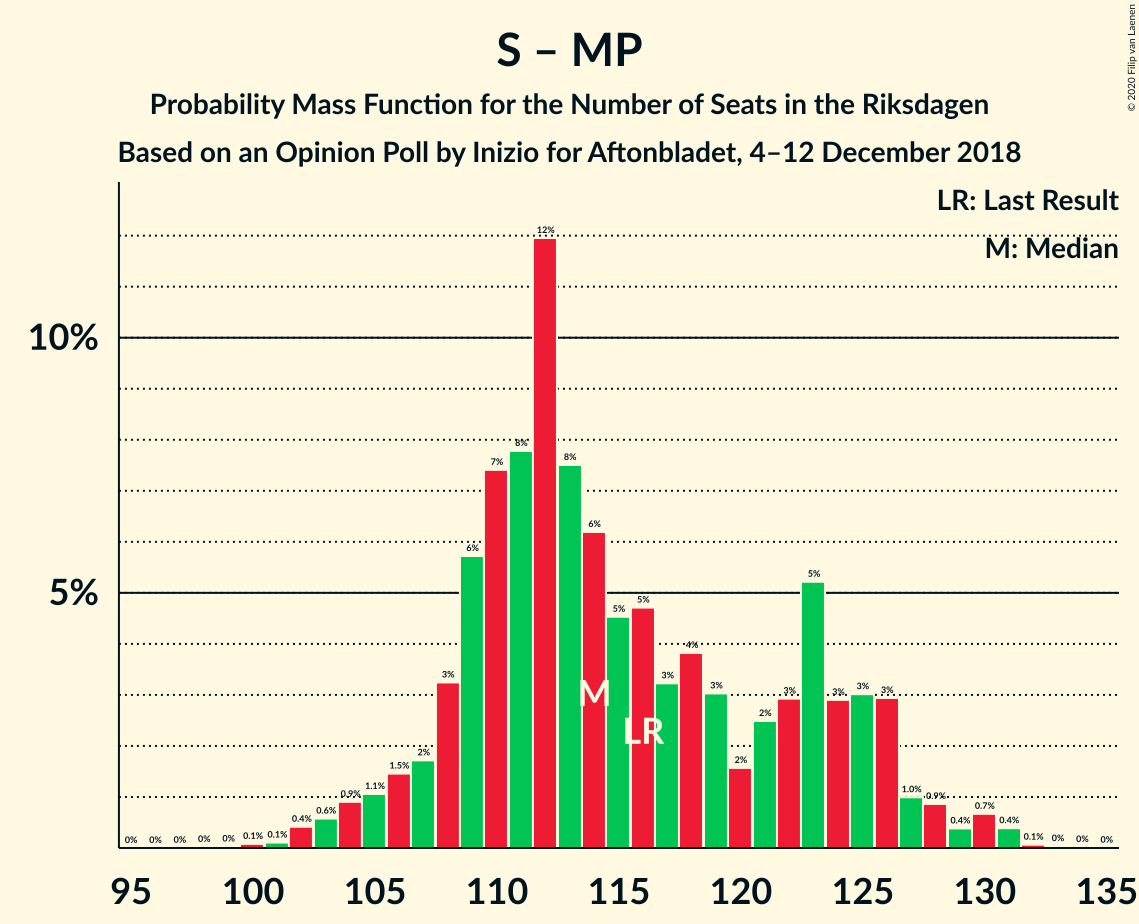 S – MP
Probability Mass Function for the Number of Seats in the Riksdagen
Based on an Opinion Poll by Inizio for Aftonbladet, 4–12 December 2018
© 2020 Filip van Laenen
LR: Last Result
M: Median
10%
5%
0% 0% 0% 0% 0% 0.1% 0.1% 0.4% 0.6% 0.9% 1.1% 1.5% 2% 3% 6% 7% 8% 12% 8% 6% 5% 5% 3% 4% 3% 2% 2% 3% 5% 3% 3% 3% 1.0% 0.9% 0.4% 0.7% 0.4% 0.1% 0% 0% 0%
M
LR
95 100 105 110 115 120 125 130 135